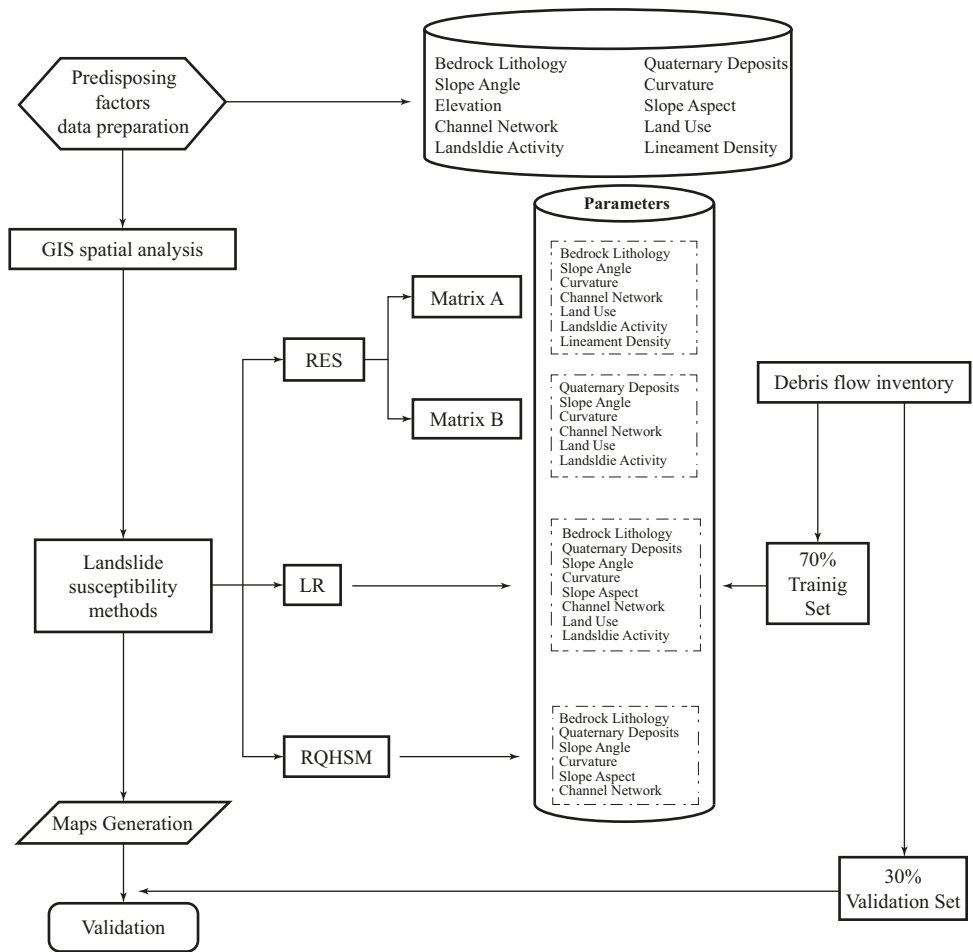 Predisposing
factors
data preparation
Bedrock Lithology
Slope Angle
Elevation
Channel Network
Landsldie Activity
Quaternary Deposits
Curvature
Slope Aspect
Land Use
Lineament Density
GIS spatial analysis
Parameters
Bedrock Lithology
Slope Angle
Curvature
Channel Network
Land Use
Landsldie Activity
Lineament Density
Matrix A
RES
Matrix B
Quaternary Deposits
Slope Angle
Curvature
Channel Network
Land Use
Landsldie Activity
Debris flow inventory
Landslide
susceptibility
methods
LR
Bedrock Lithology
Quaternary Deposits
Slope Angle
Curvature
Slope Aspect
Channel Network
Land Use
Landsldie Activity
70%
Trainig
Set
RQHSM
Bedrock Lithology
Quaternary Deposits
Slope Angle
Curvature
Slope Aspect
Channel Network
Maps Generation
30%
Validation Set
Validation